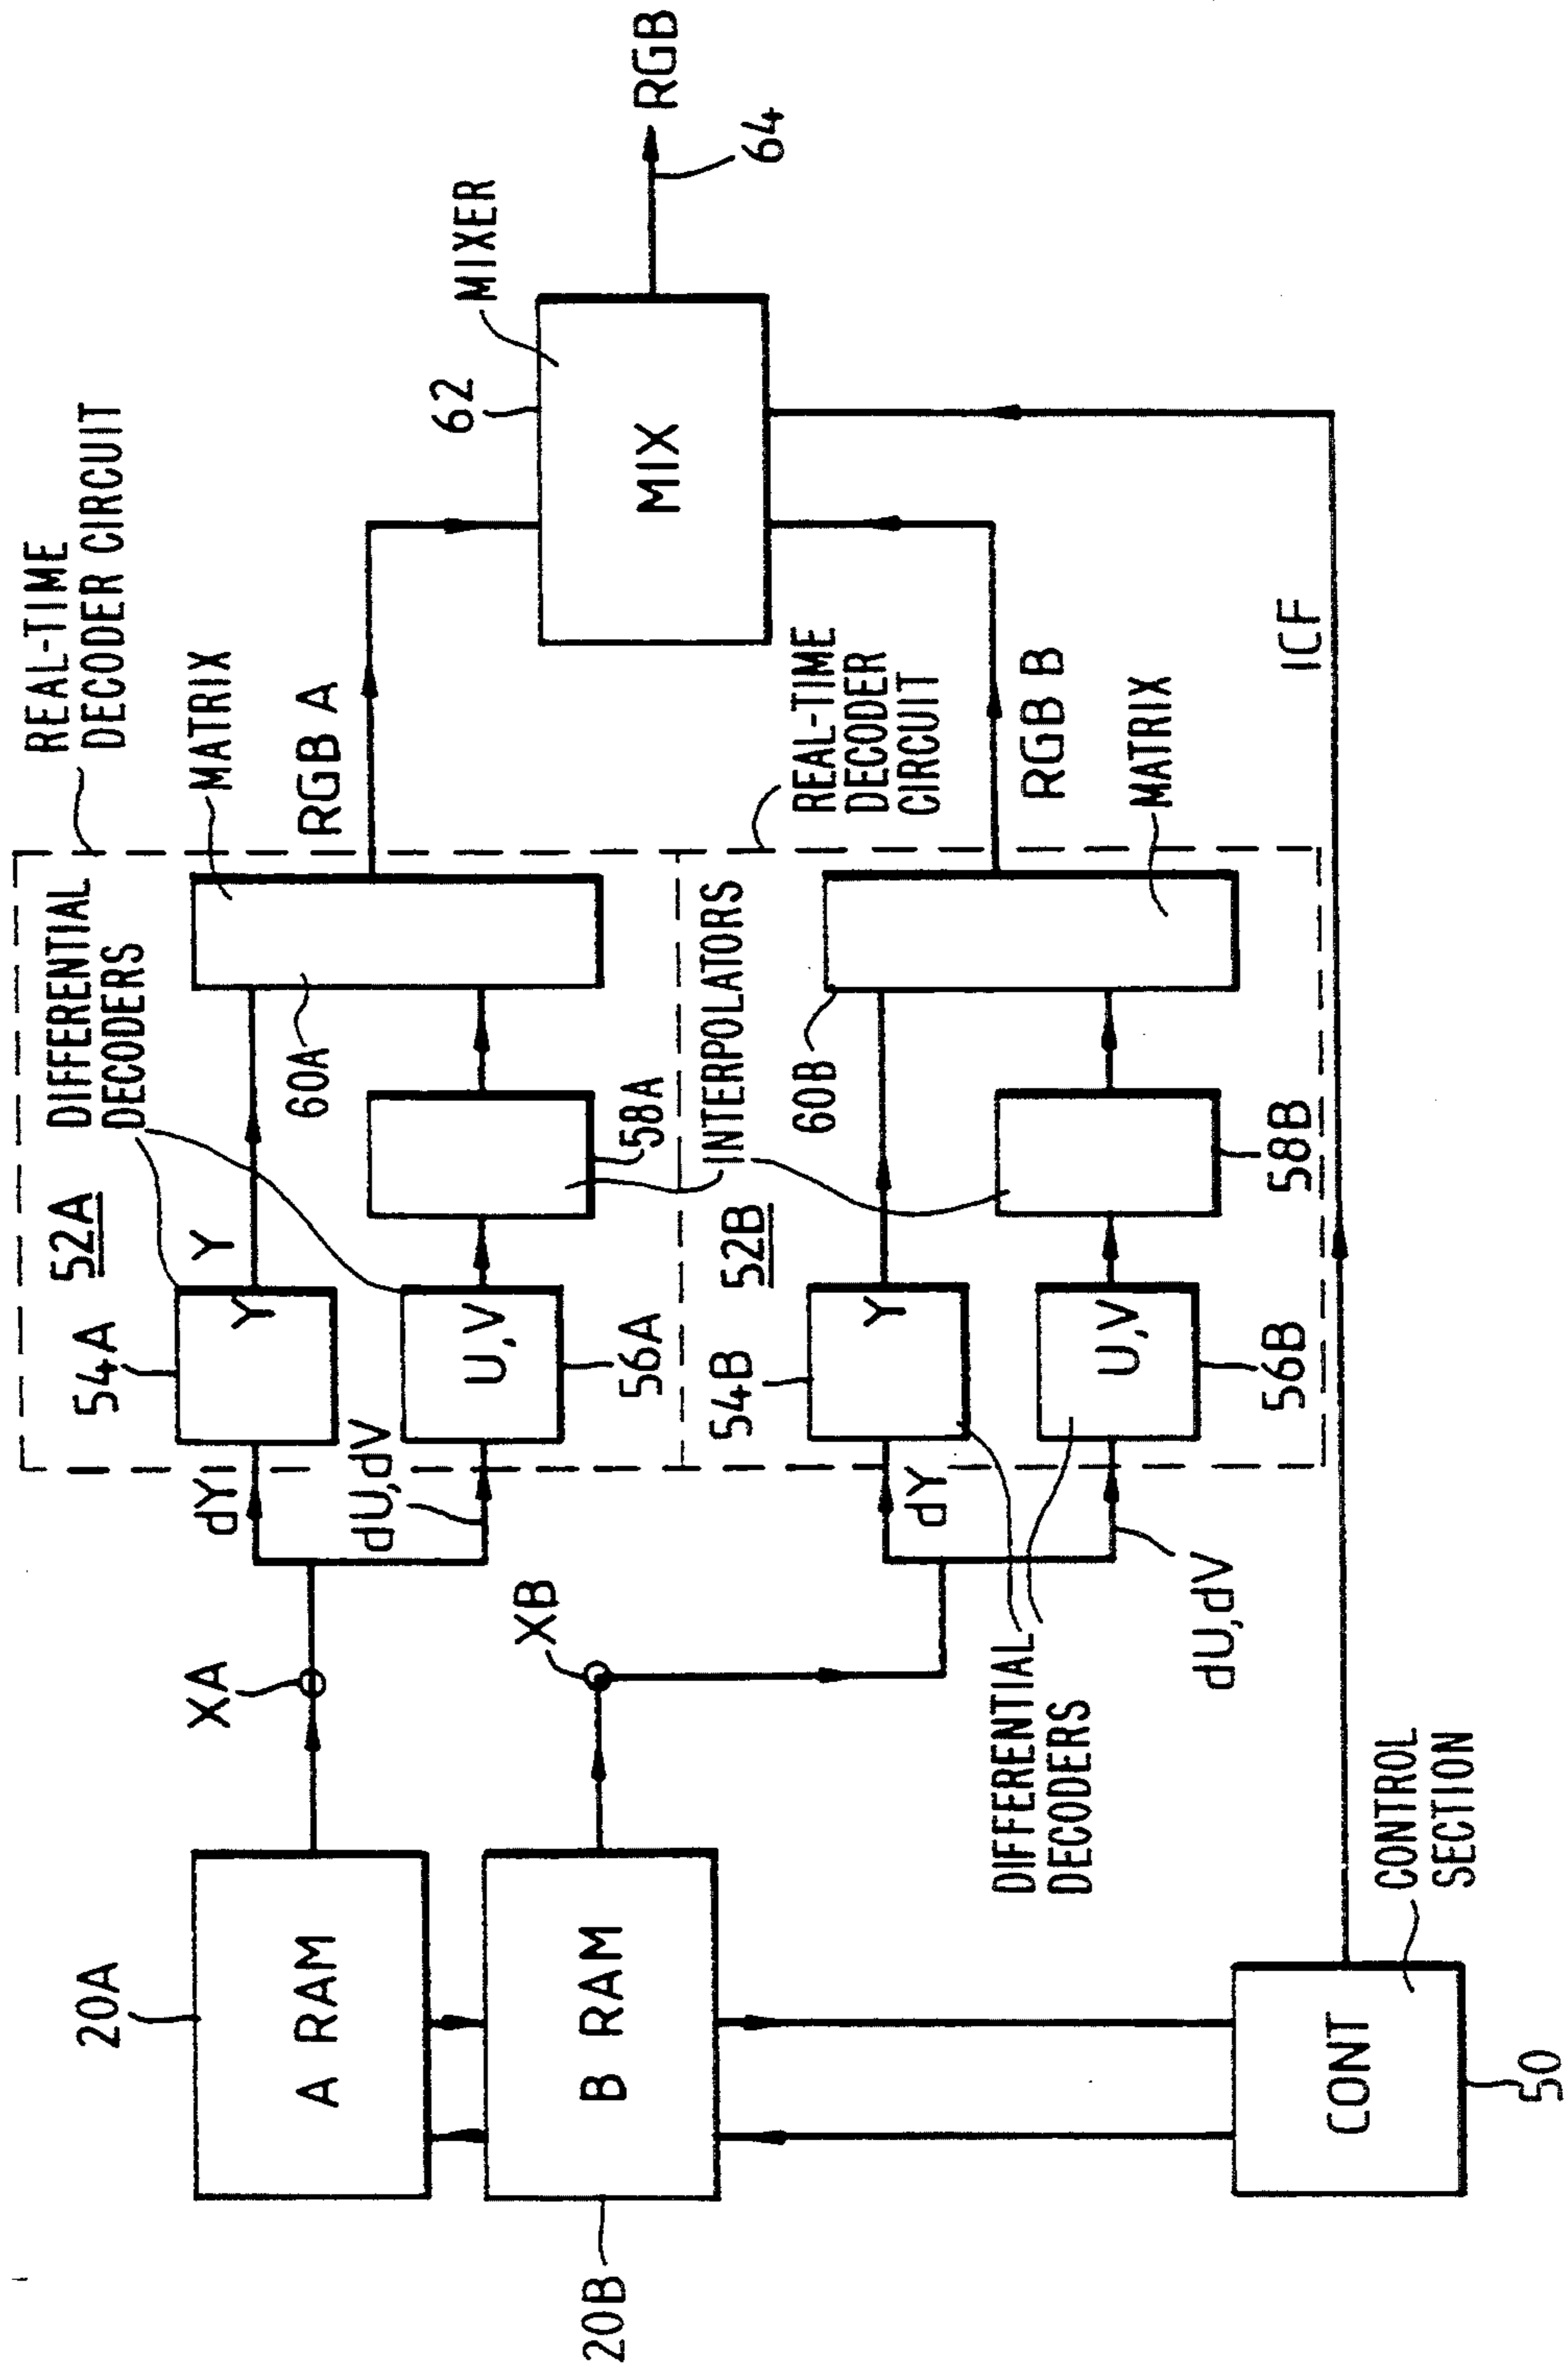 REAL-TIME
DECODER CIRCUIT
DIFFERENTIAL
DECODERS
MATRIX
52A
54A
Y
Y
60A
RGB A
20A
A RAM
XA
dY
dU,dV
U,V
56A
58A
INTERPOLATORS
62
MIXER
MIX
RGB
64
20B
B RAM
XB
REAL-TIME
DECODER
CIRCUIT
52B
54B
Y
60B
RGB B
MATRIX
dY
dU,dV
U,V
56B
58B
DIFFERENTIAL
DECODERS
ICF
CONTROL
SECTION
CONT
50